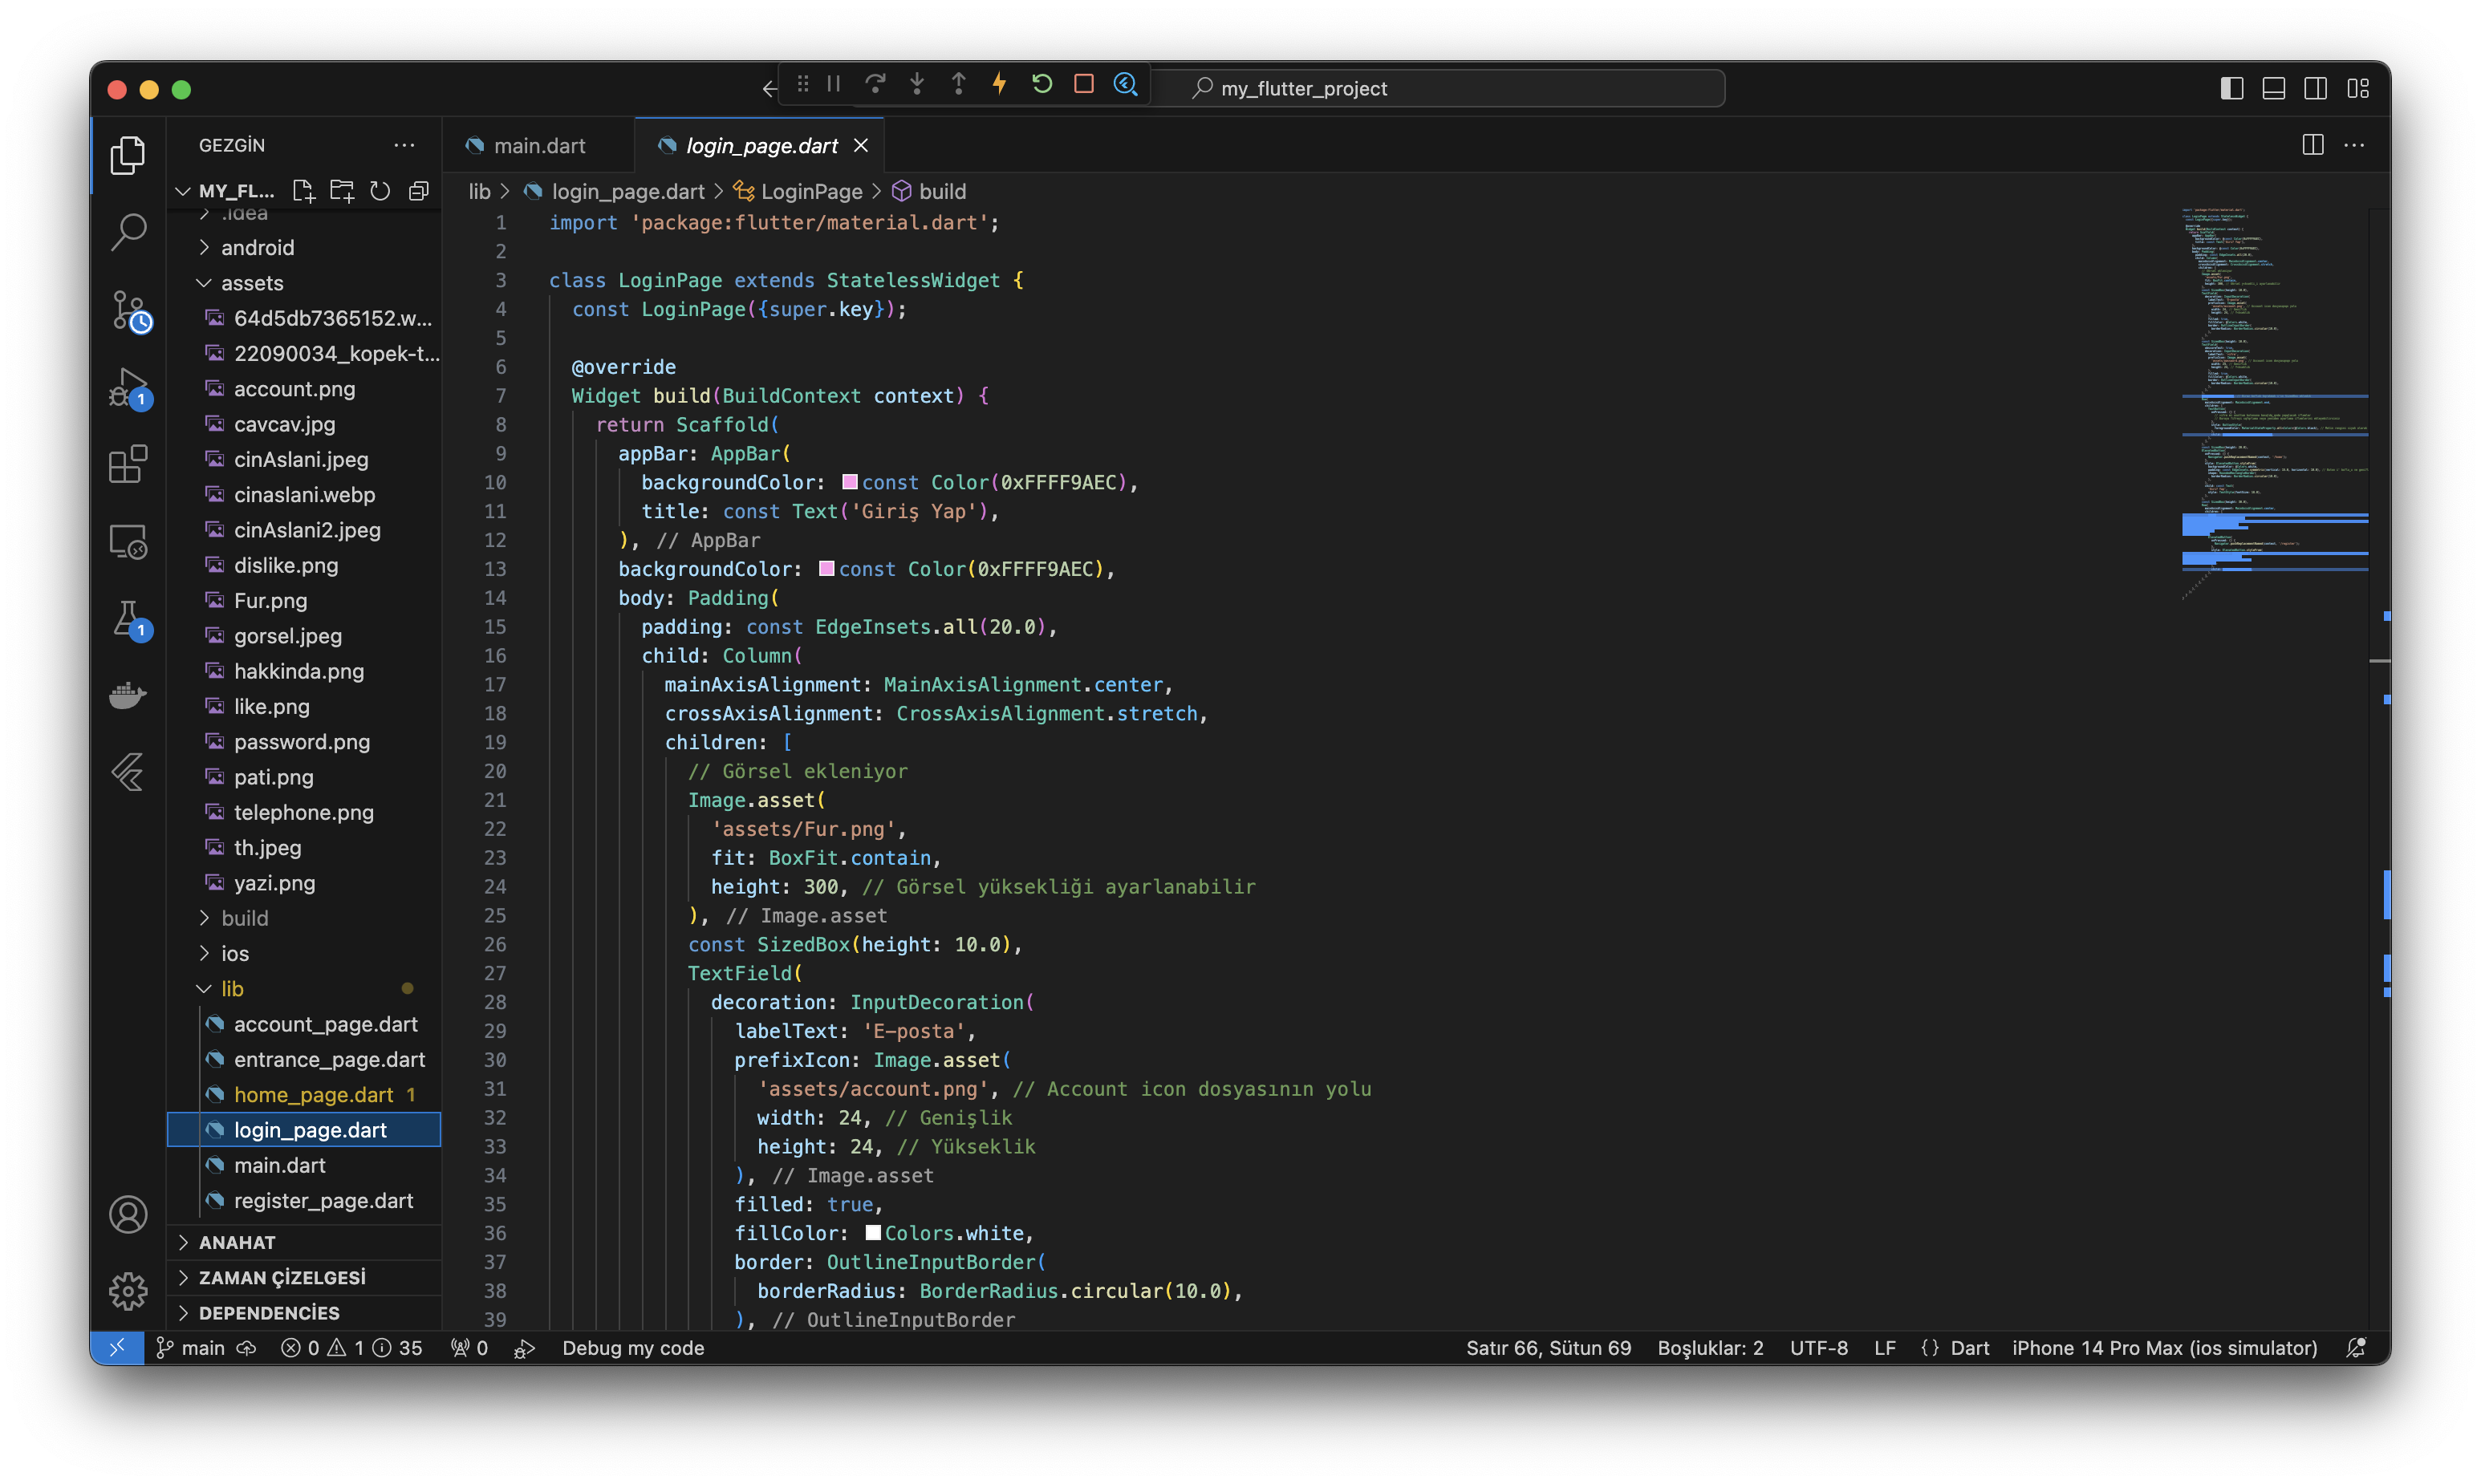 my_flutter_project
GEZGİN
main.dart
login_page.dart
MY_FL...
lib > login_page.dart > LoginPage > build
.idea
android
assets
64d5db7365152.w...
22090034_kopek-t...
account.png
cavcav.jpg
cinAslani.jpeg
cinaslani.webp
cinAslani2.jpeg
dislike.png
Fur.png
gorsel.jpeg
hakkinda.png
like.png
password.png
pati.png
telephone.png
th.jpeg
yazi.png
build
ios
lib
account_page.dart
entrance_page.dart
home_page.dart 1
login_page.dart
main.dart
register_page.dart
ANAHAT
ZAMAN ÇİZELGESİ
DEPENDENCİES
1
1
1 import 'package:flutter/material.dart';
2
3 class LoginPage extends StatelessWidget {
4 const LoginPage({super.key});
5
6 @override
7 Widget build(BuildContext context) {
8 return Scaffold(
9 appBar: AppBar(
10 backgroundColor: const Color(0xFFFF9AEC),
11 title: const Text('Giriş Yap'),
12 ), // AppBar
13 backgroundColor: const Color(0xFFFF9AEC),
14 body: Padding(
15 padding: const EdgeInsets.all(20.0),
16 child: Column(
17 mainAxisAlignment: MainAxisAlignment.center,
18 crossAxisAlignment: CrossAxisAlignment.stretch,
19 children: [
20 // Görsel ekleniyor
21 Image.asset(
22 'assets/Fur.png',
23 fit: BoxFit.contain,
24 height: 300, // Görsel yüksekliği ayarlanabilir
25 ), // Image.asset
26 const SizedBox(height: 10.0),
27 TextField(
28 decoration: InputDecoration(
29 labelText: 'E-posta',
30 prefixIcon: Image.asset(
31 'assets/account.png', // Account icon dosyasının yolu
32 width: 24, // Genişlik
33 height: 24, // Yükseklik
34 ), // Image.asset
35 filled: true,
36 fillColor: Colors.white,
37 border: OutlineInputBorder(
38 borderRadius: BorderRadius.circular(10.0),
39 ), // OutlineInputBorder
main 0 1 35 0 Debug my code Satır 66, Sütun 69 Boşluklar: 2 UTF-8 LF {} Dart iPhone 14 Pro Max (ios simulator)